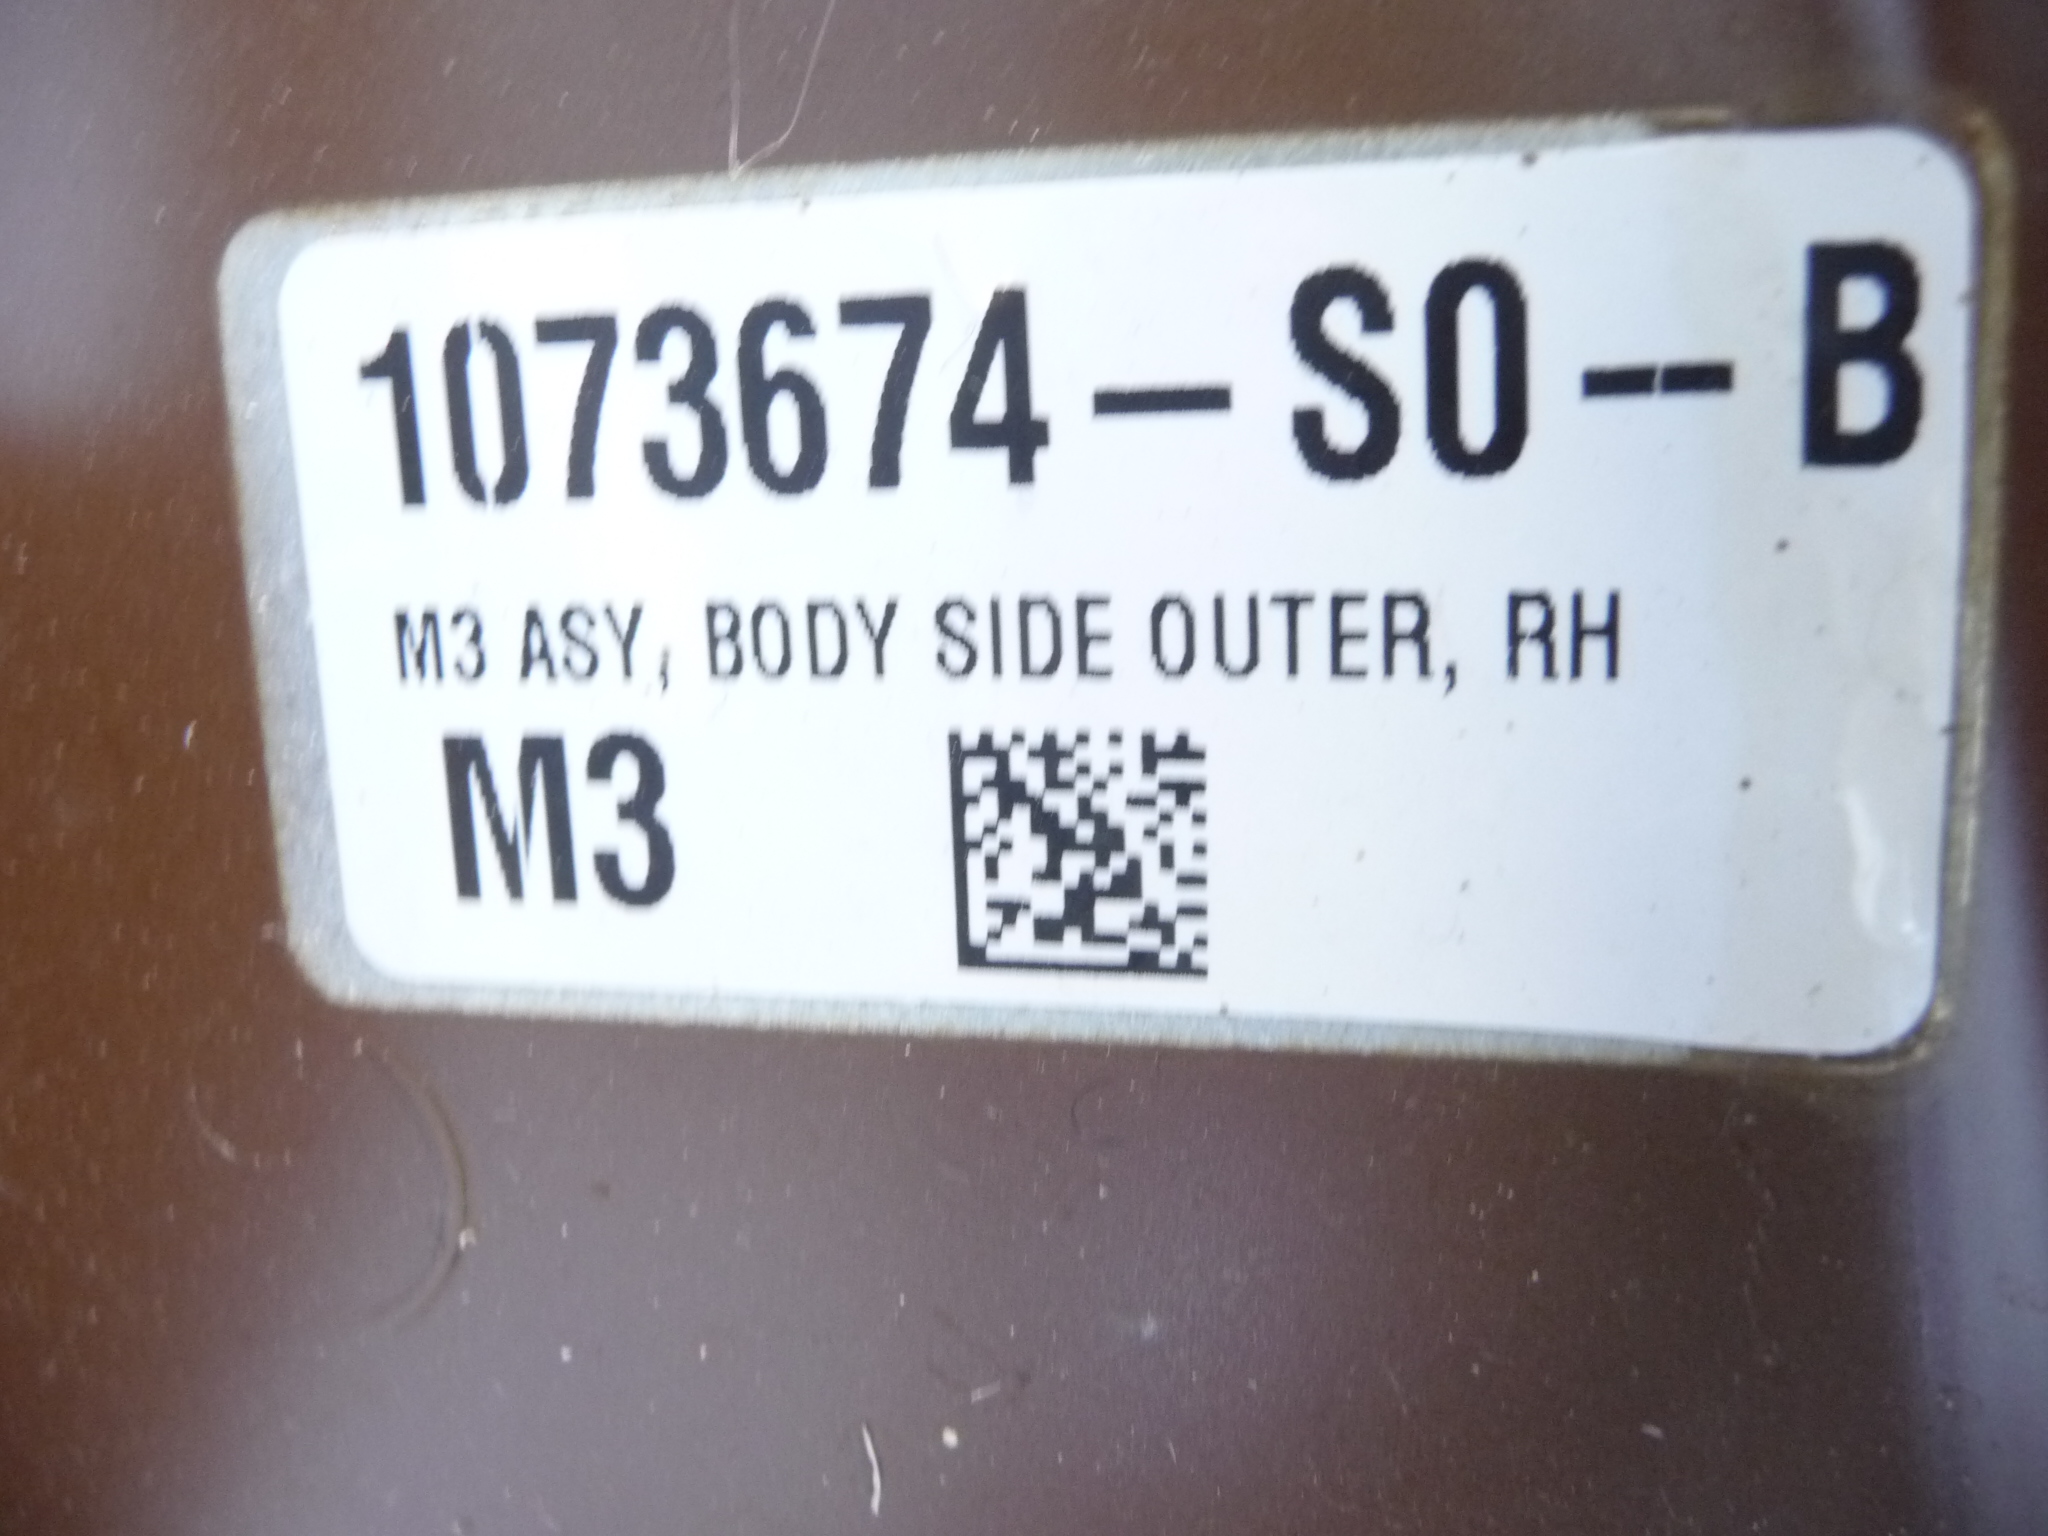 1073674-S0-B
M3 ASY, BODY SIDE OUTER, RH
M3